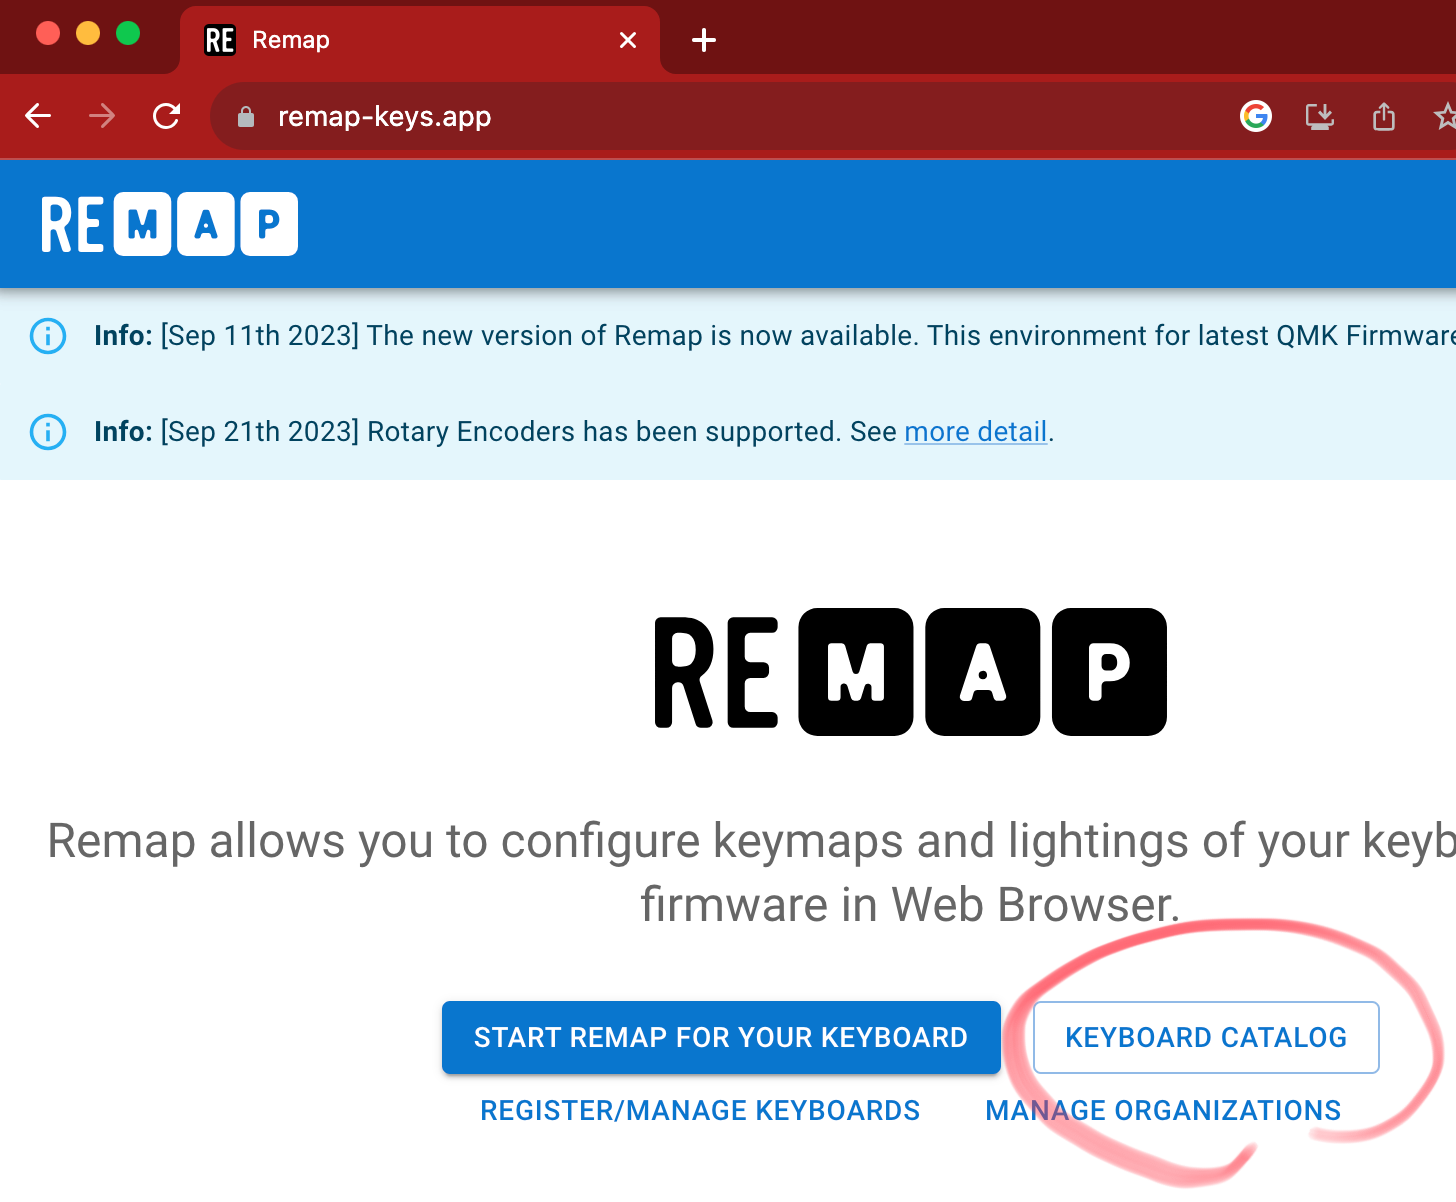 RE Remap
remap-keys.app
REMAP
Info: [Sep 11th 2023] The new version of Remap is now available. This environment for latest QMK Firmware
Info: [Sep 21th 2023] Rotary Encoders has been supported. See more detail.
REMAP
Remap allows you to configure keymaps and lightings of your keyb
firmware in Web Browser.
START REMAP FOR YOUR KEYBOARD KEYBOARD CATALOG
REGISTER/MANAGE KEYBOARDS MANAGE ORGANIZATIONS